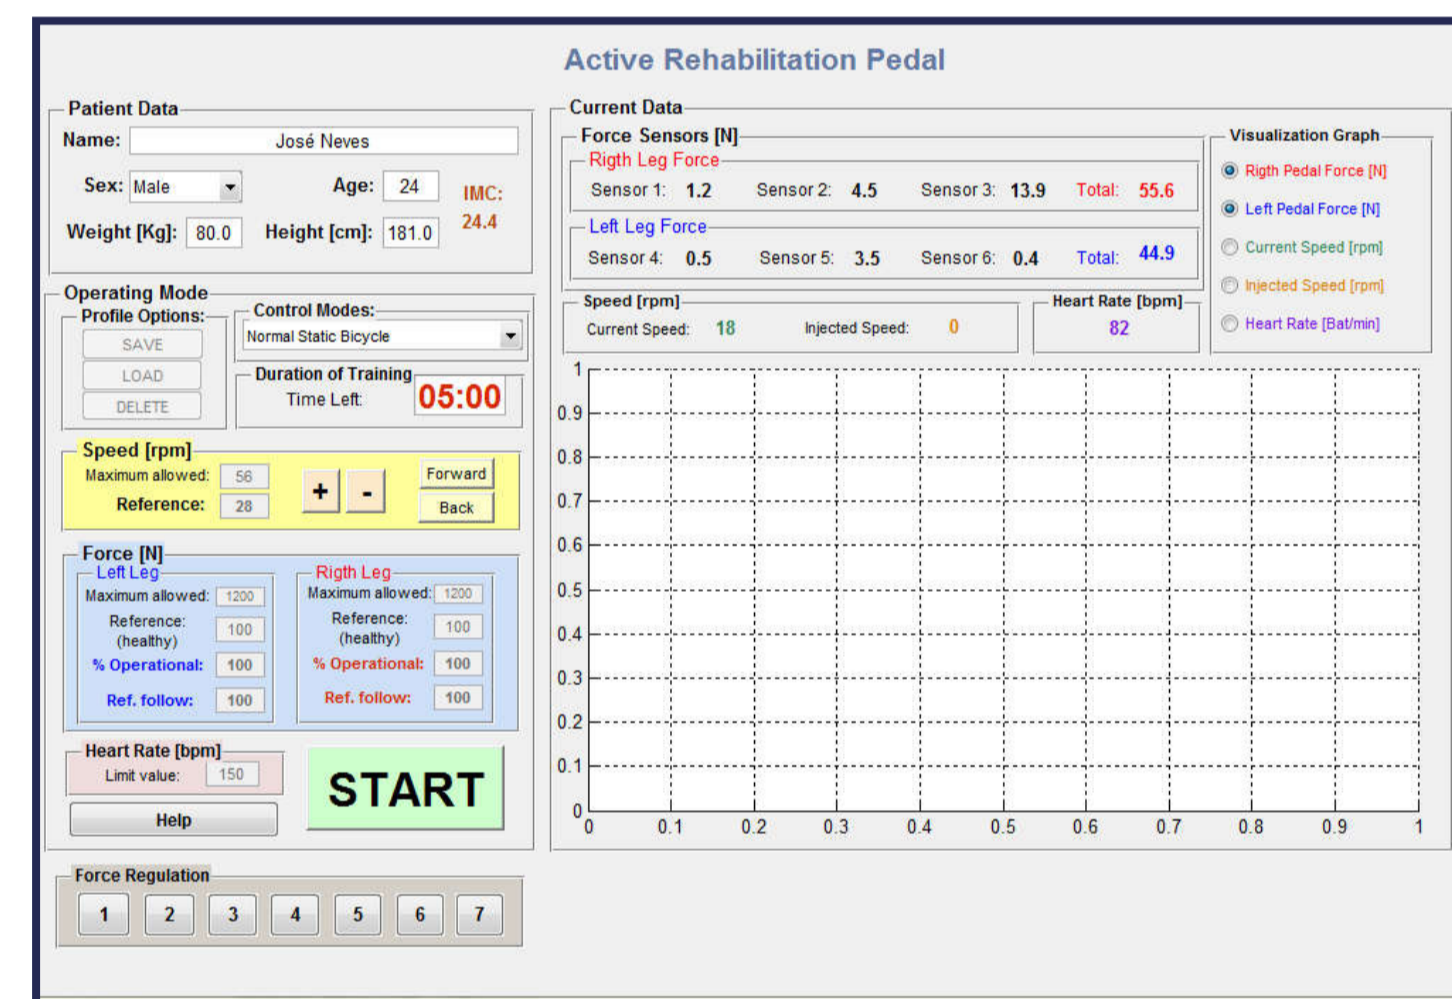 Active Rehabilitation Pedal
Patient Data
Name: José Neves
Sex: Male Age: 24 IMC:
Weight [Kg]: 80.0 Height [cm]: 181.0 24.4
Operating Mode
Profile Options:
SAVE
LOAD
DELETE
Control Modes:
Normal Static Bicycle
Duration of Training
Time Left: 05:00
Speed [rpm]
Maximum allowed: 56
Reference: 28
+ -
Forward
Back
Force [N]
Left Leg
Maximum allowed: 1200
Reference: 100
(healthy)
% Operational: 100
Ref. follow: 100
Rigth Leg
Maximum allowed: 1200
Reference: 100
(healthy)
% Operational: 100
Ref. follow: 100
Heart Rate [bpm]
Limit value: 150
Help
START
Force Regulation
1 2 3 4 5 6 7
Current Data
Force Sensors [N]
Rigth Leg Force
Sensor 1: 1.2 Sensor 2: 4.5 Sensor 3: 13.9 Total: 55.6
Left Leg Force
Sensor 4: 0.5 Sensor 5: 3.5 Sensor 6: 0.4 Total: 44.9
Speed [rpm]
Current Speed: 18 Injected Speed: 0
Heart Rate [bpm]
82
Visualization Graph
Rigth Pedal Force [N]
Left Pedal Force [N]
Current Speed [rpm]
Injected Speed [rpm]
Heart Rate [Bat/min]
1
0.9
0.8
0.7
0.6
0.5
0.4
0.3
0.2
0.1
0
0 0.1 0.2 0.3 0.4 0.5 0.6 0.7 0.8 0.9 1